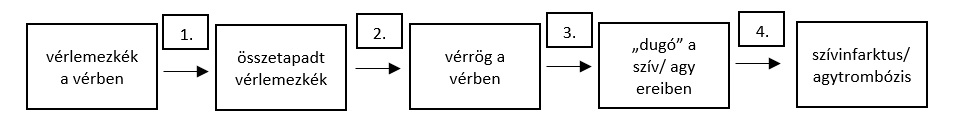 vérlemezkék
a vérben
1.
összetapadt
vérlemezkék
2.
vérrög a
vérben
3.
„dugó” a
szív/ agy
ereiben
4.
szívinfarktus/
agytrombózis